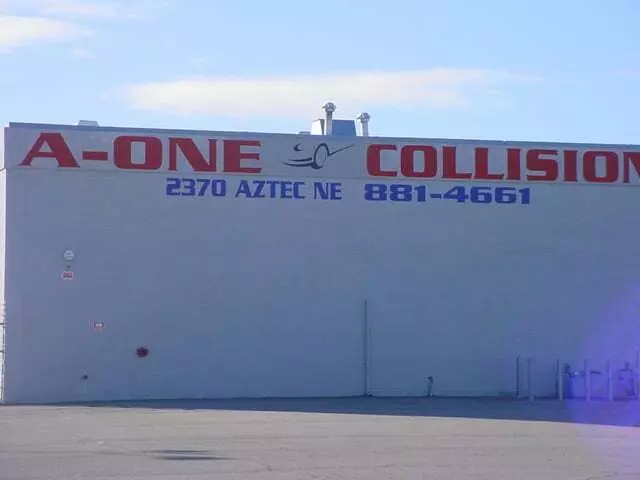 A-ONE COLLISION
2370 AZTEC NE 881-4661